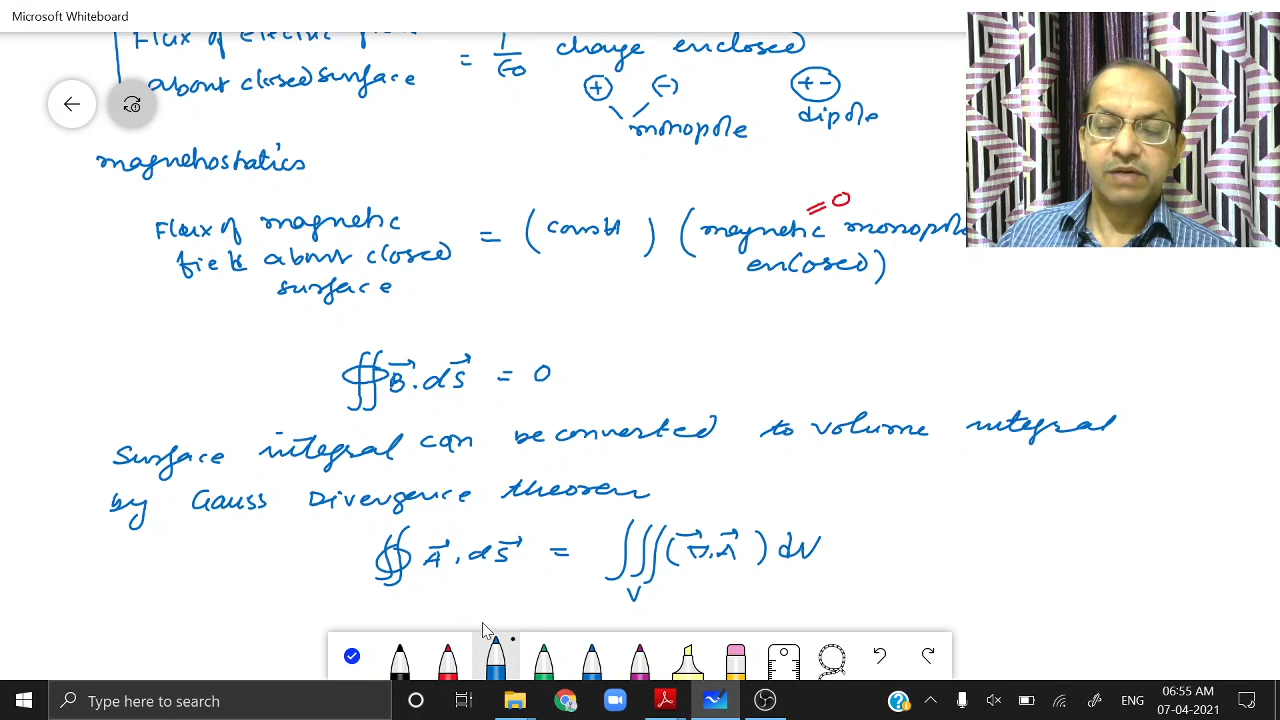 Microsoft Whiteboard
Flux of electric field
about closed surface = 1/ε0 charge enclosed
+ - + -
monopole dipole
magnetostatics
= 0
Flux of magnetic
field about closed
surface = (const) (magnetic monopole
enclosed)
∯ B⃗ . dS⃗ = 0
Surface integral can be converted to volume integral
by Gauss Divergence theorem
∯ A⃗ . dS⃗ = ∭ (∇⃗ . A⃗) dV
V
Type here to search
ENG
06:55 AM
07-04-2021